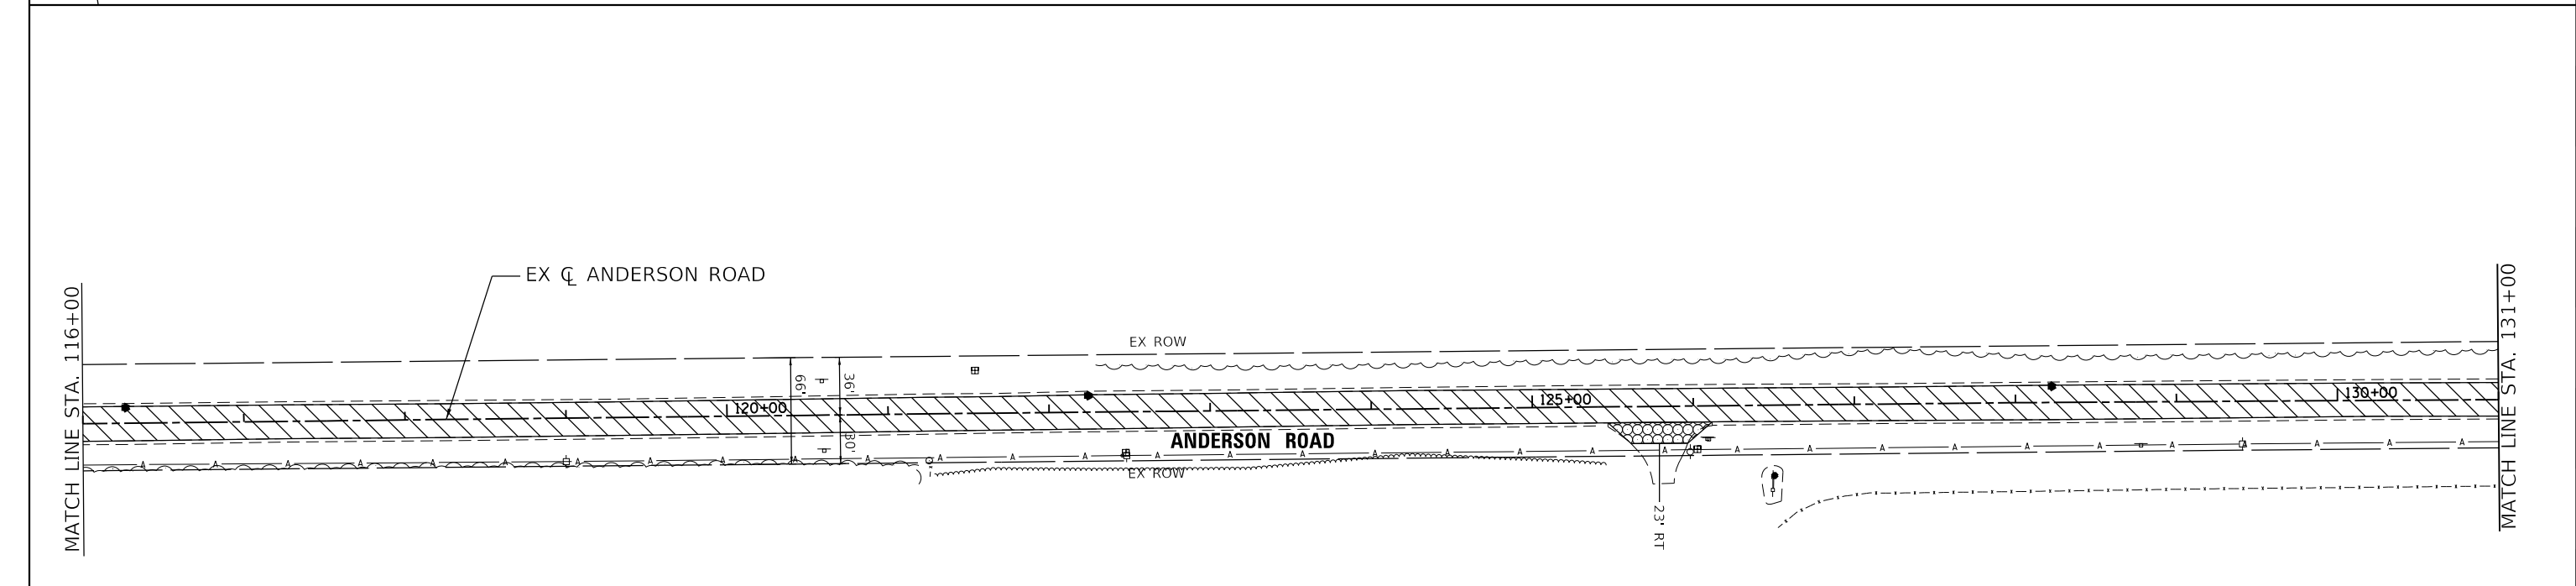 EX ℄ ANDERSON ROAD
MATCH LINE STA. 116+00
MATCH LINE STA. 131+00
EX ROW
66'
36'
30'
120+00
125+00
130+00
ANDERSON ROAD
A A A A A A A A A A A A A A A A A A A A A A A A A A A A A A A A A
EX ROW
23' RT